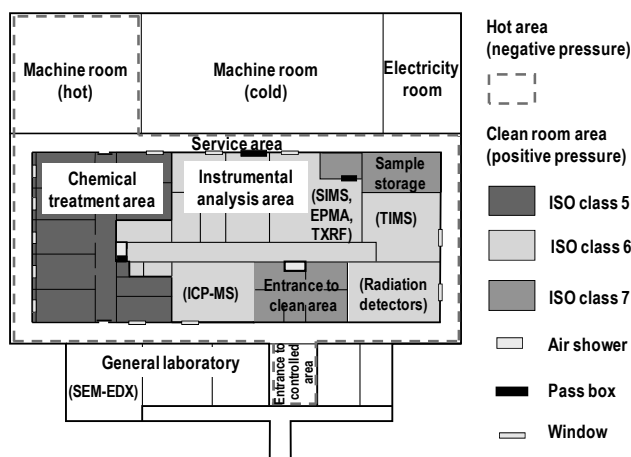 Machine room
(hot)
Machine room
(cold)
Electricity
room
Service area
Chemical
treatment area
Instrumental
analysis area
(SIMS,
EPMA,
TXRF)
Sample
storage
(TIMS)
(ICP-MS)
Entrance to
clean area
(Radiation
detectors)
General laboratory
(SEM-EDX)
Entrance to
controlled
area
Hot area
(negative pressure)
Clean room area
(positive pressure)
ISO class 5
ISO class 6
ISO class 7
Air shower
Pass box
Window